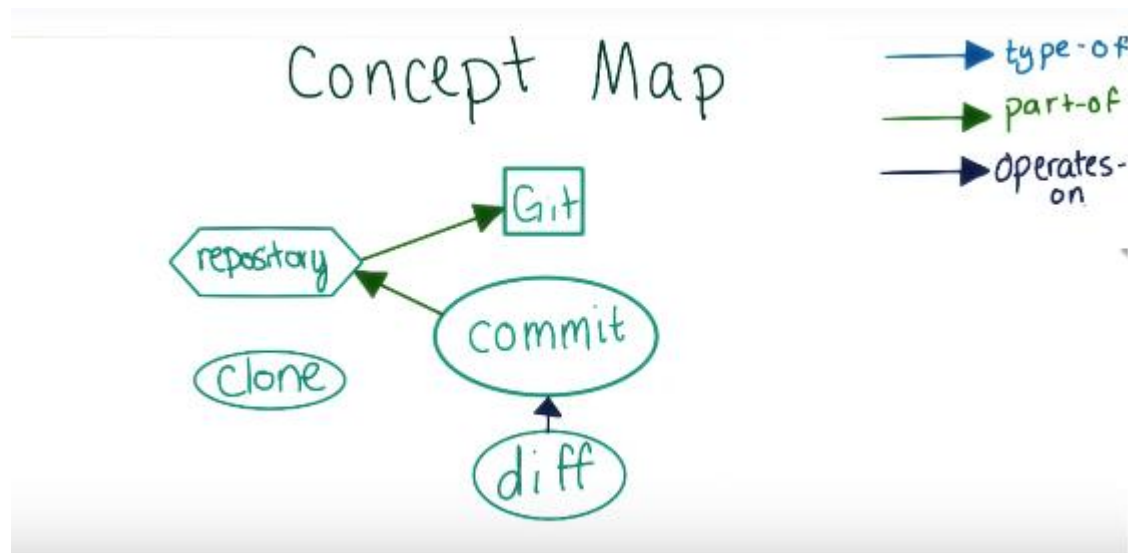 Concept Map
type-of
part-of
operates-
on
Git
repository
commit
clone
diff